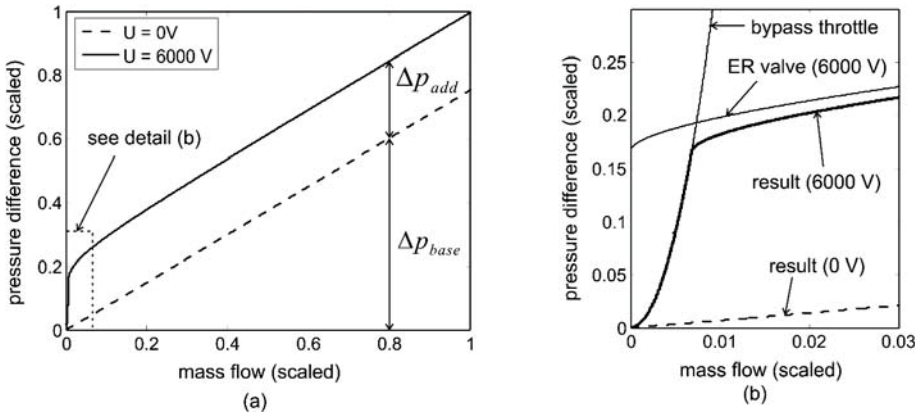 U = 0V
U = 6000 V
see detail (b)
Δp_add
Δp_base
pressure difference (scaled)
1
0.8
0.6
0.4
0.2
0
0
0.2
0.4
0.6
0.8
1
mass flow (scaled)
(a)
bypass throttle
ER valve (6000 V)
result (6000 V)
result (0 V)
pressure difference (scaled)
0.25
0.2
0.15
0.1
0.05
0
0
0.01
0.02
0.03
mass flow (scaled)
(b)